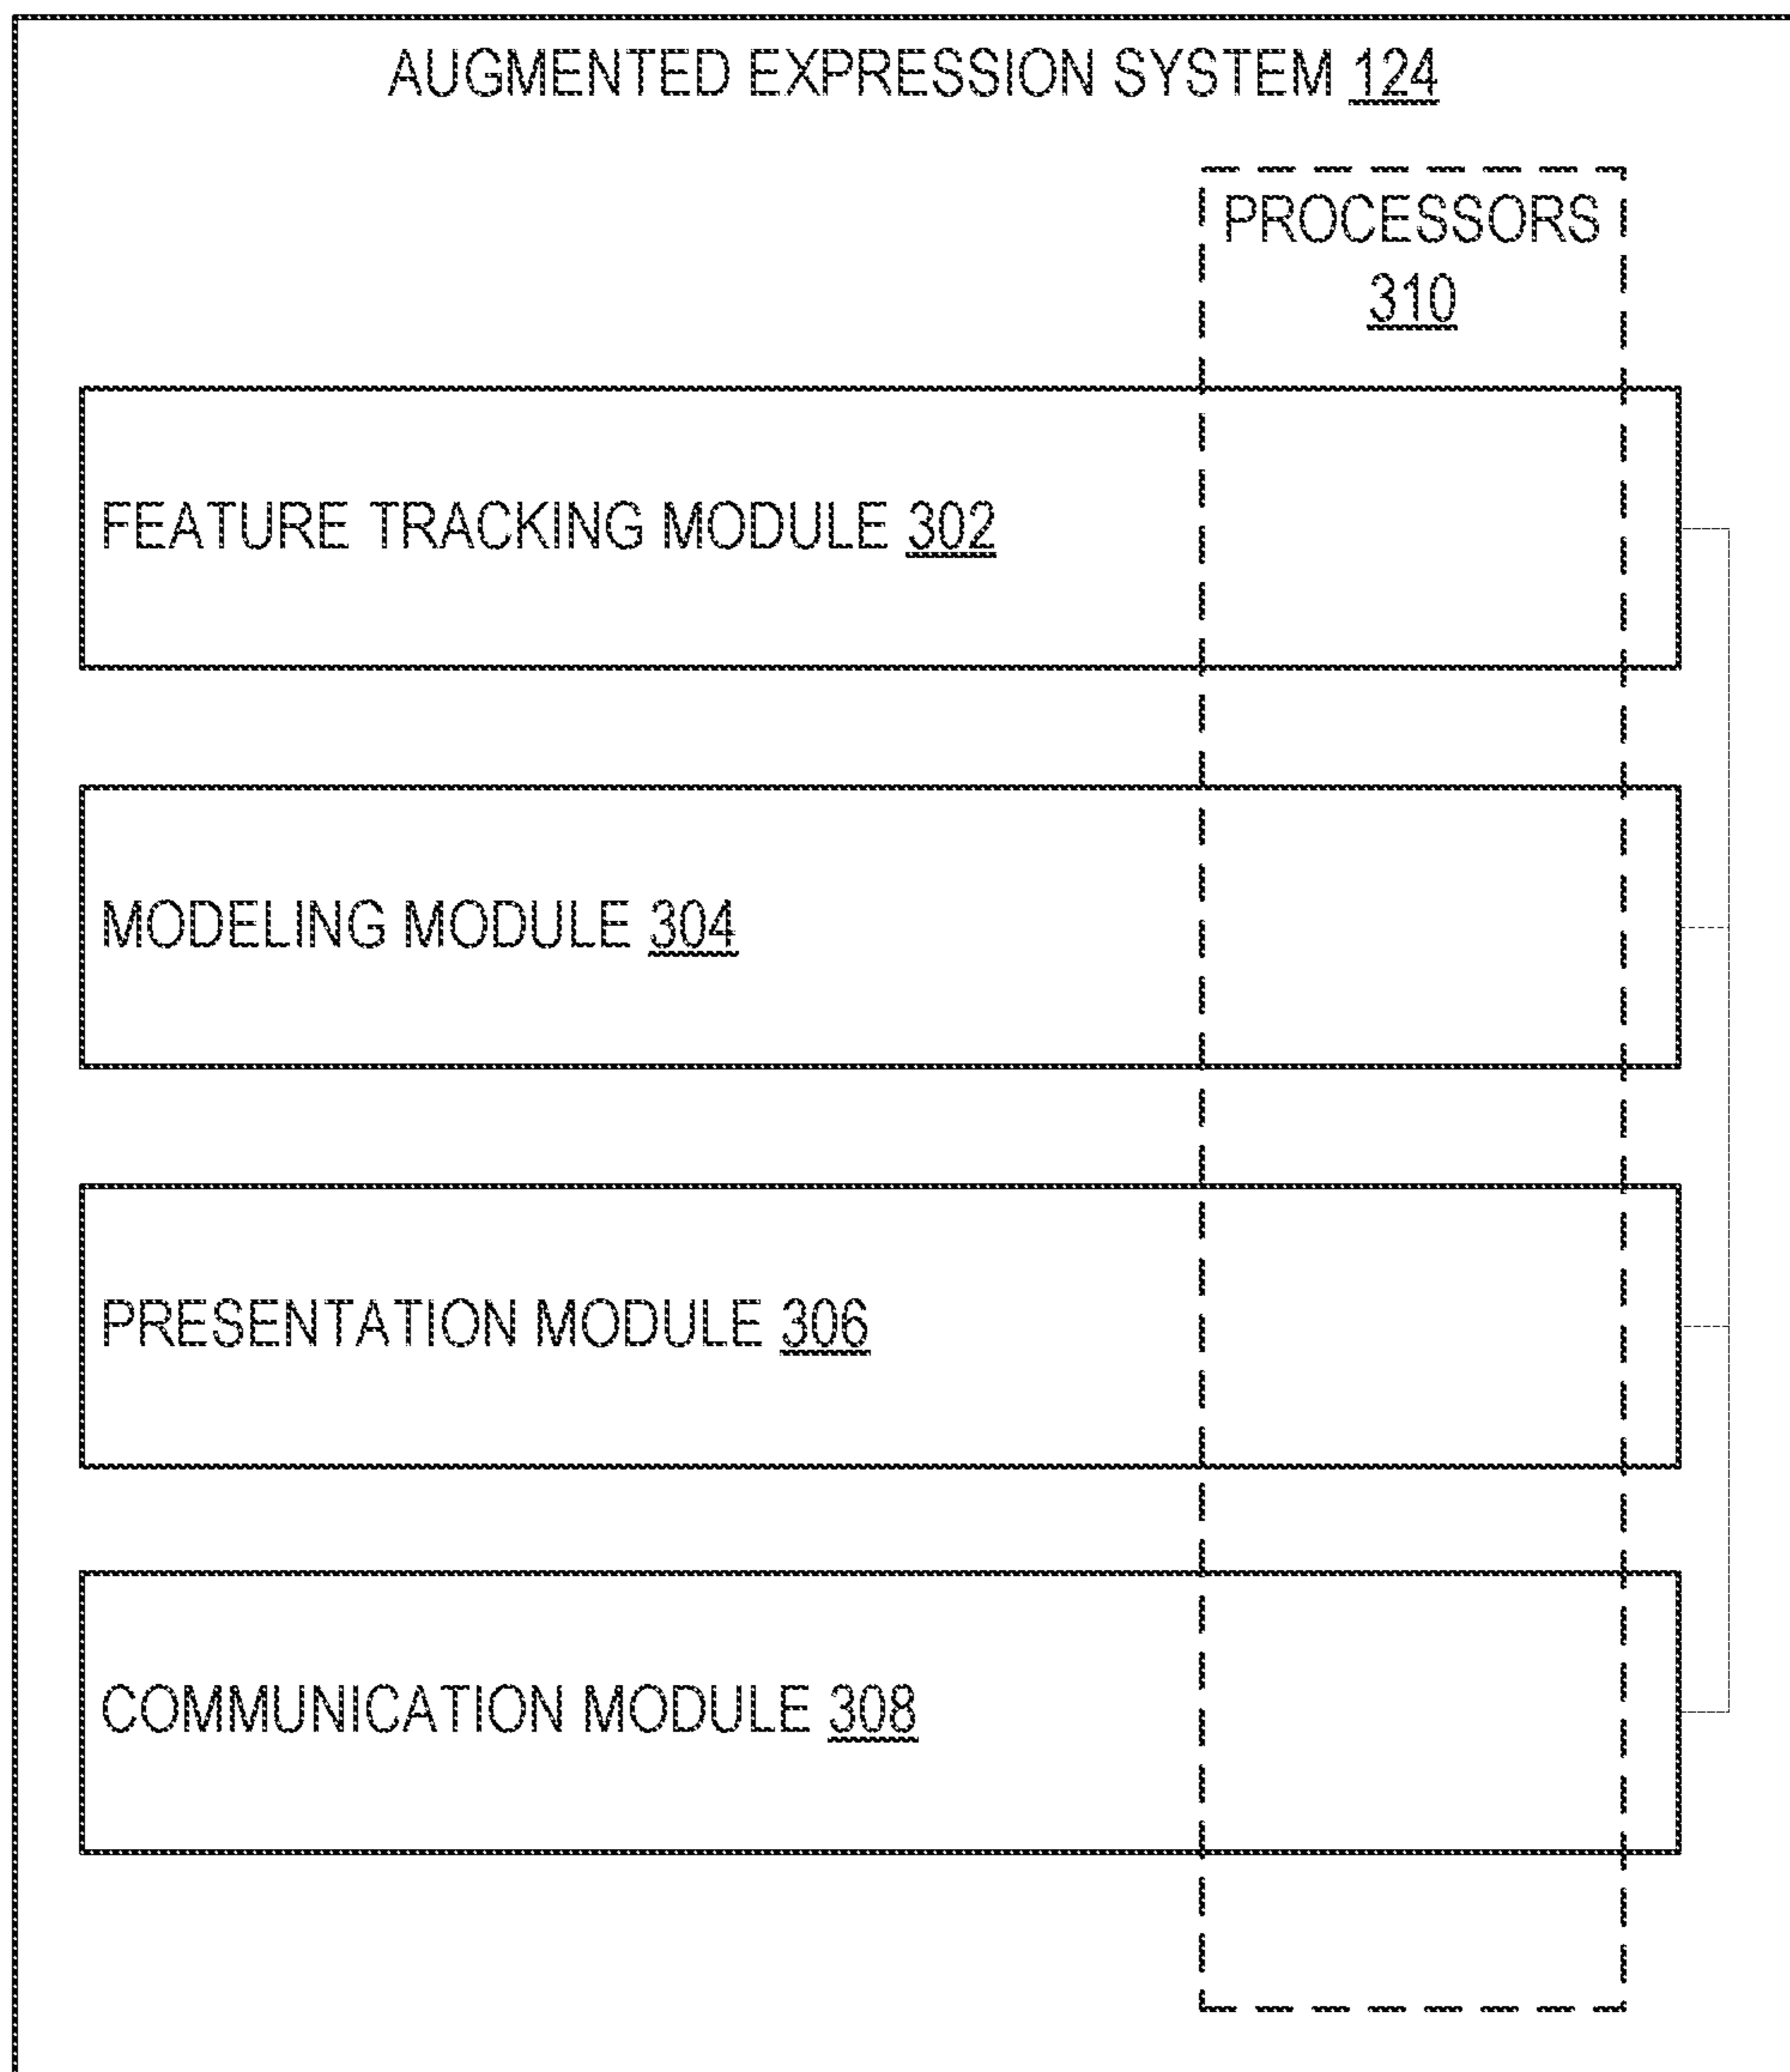 AUGMENTED EXPRESSION SYSTEM 124
PROCESSORS
310
FEATURE TRACKING MODULE 302
MODELING MODULE 304
PRESENTATION MODULE 306
COMMUNICATION MODULE 308